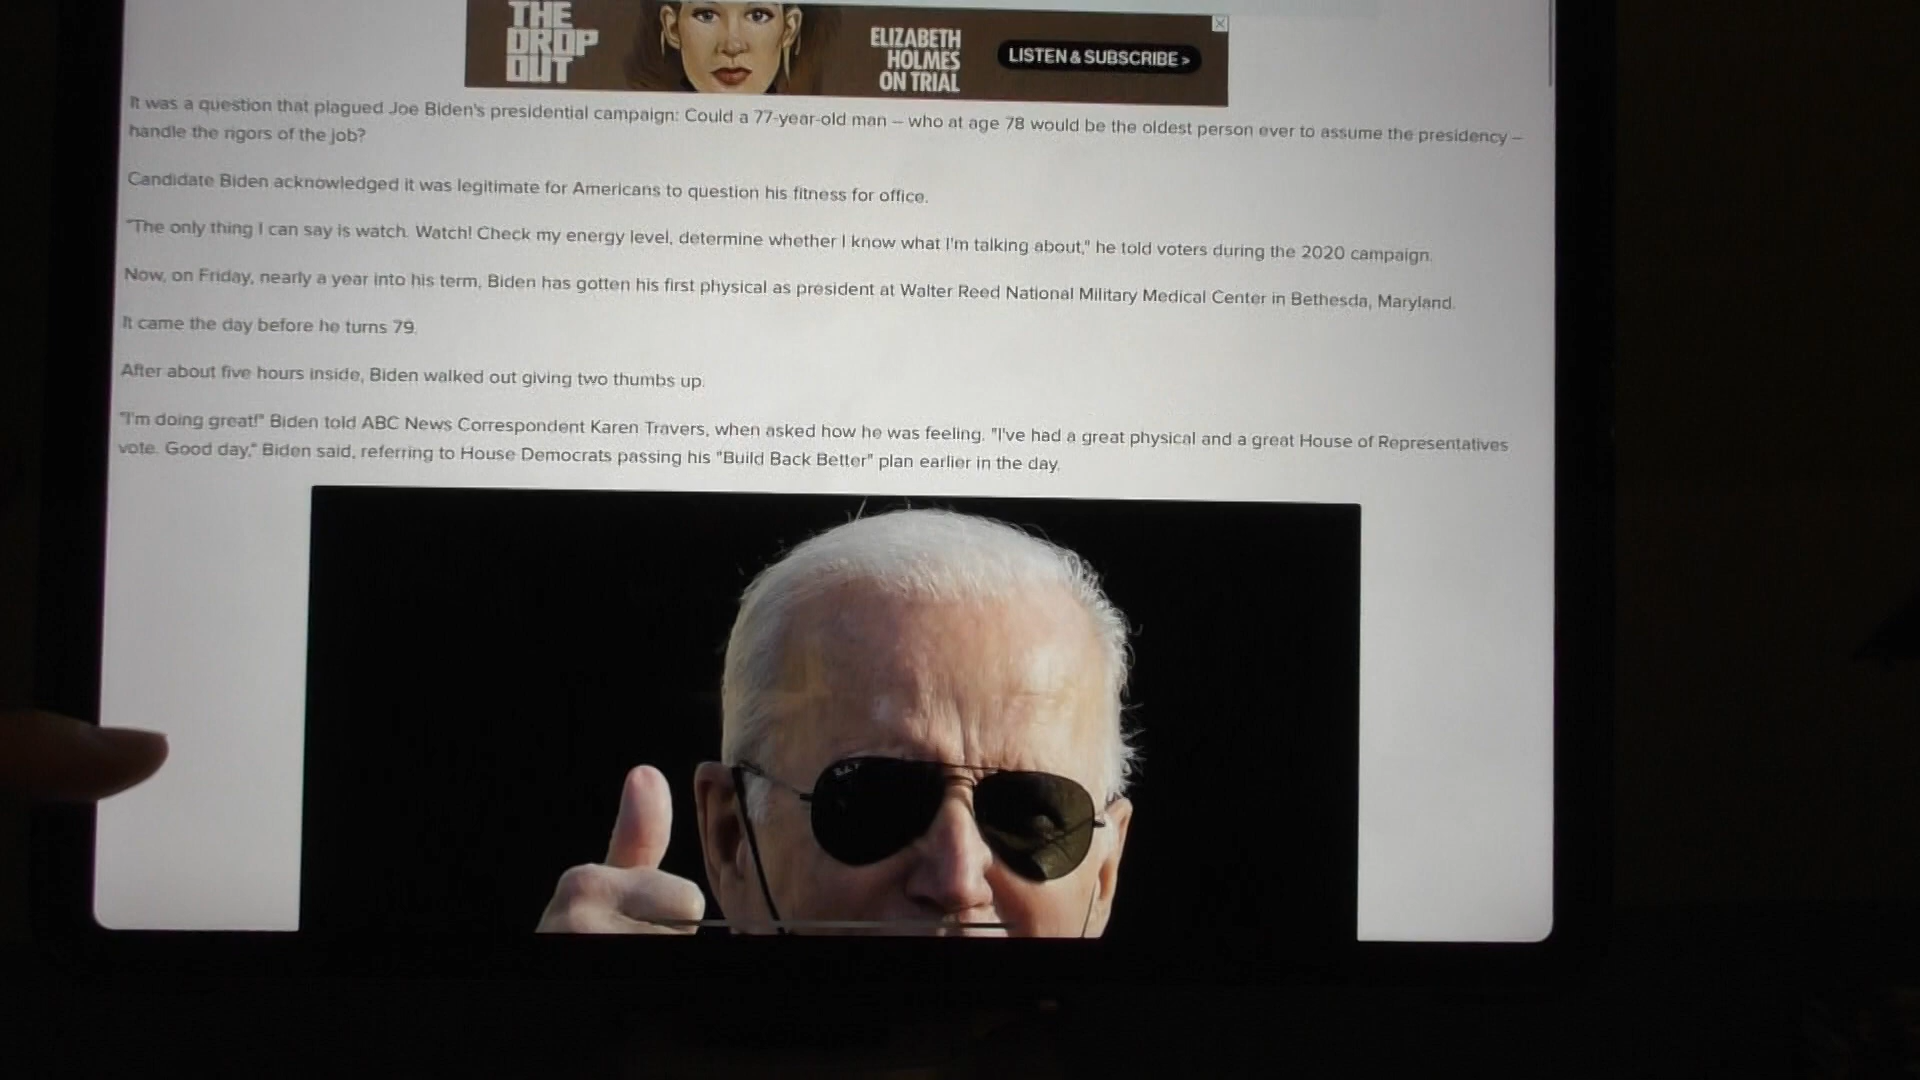 THE
DROP
OUT
ELIZABETH
HOLMES
ON TRIAL
LISTEN & SUBSCRIBE >
It was a question that plagued Joe Biden's presidential campaign: Could a 77-year-old man – who at age 78 would be the oldest person ever to assume the presidency –
handle the rigors of the job?
Candidate Biden acknowledged it was legitimate for Americans to question his fitness for office.
"The only thing I can say is watch. Watch! Check my energy level, determine whether I know what I'm talking about," he told voters during the 2020 campaign.
Now, on Friday, nearly a year into his term, Biden has gotten his first physical as president at Walter Reed National Military Medical Center in Bethesda, Maryland.
It came the day before he turns 79.
After about five hours inside, Biden walked out giving two thumbs up.
"I'm doing great!" Biden told ABC News Correspondent Karen Travers, when asked how he was feeling. "I've had a great physical and a great House of Representatives
vote. Good day," Biden said, referring to House Democrats passing his "Build Back Better" plan earlier in the day.